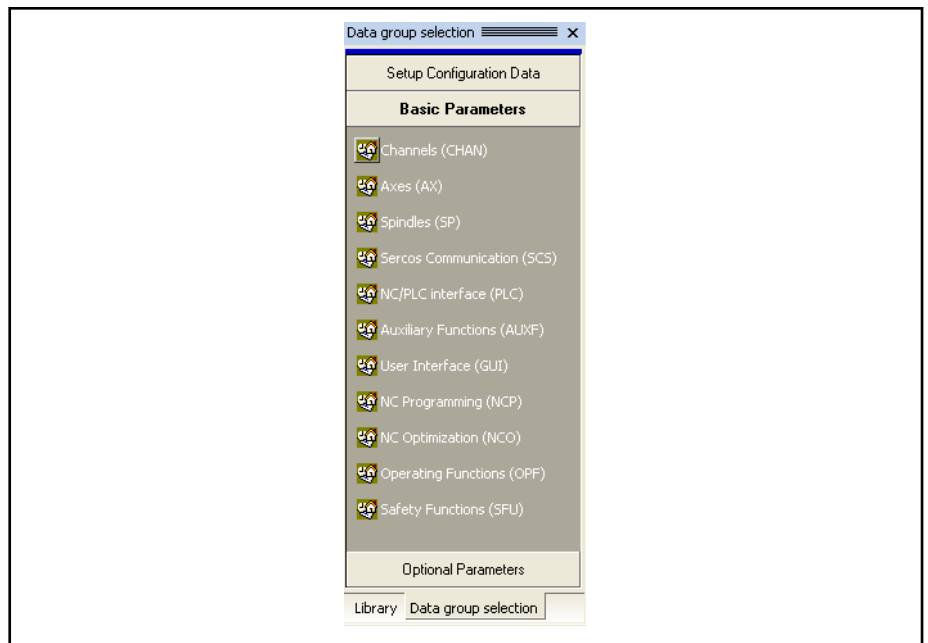 Data group selection
Setup Configuration Data
Basic Parameters
Channels (CHAN)
Axes (AX)
Spindles (SP)
Sercos Communication (SCS)
NC/PLC interface (PLC)
Auxiliary Functions (AUXF)
User Interface (GUI)
NC Programming (NCP)
NC Optimization (NCO)
Operating Functions (OPF)
Safety Functions (SFU)
Optional Parameters
Library Data group selection